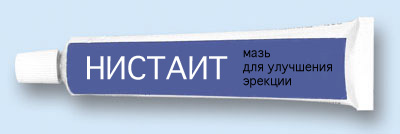 НИСТАИТ
мазь
для улучшения
эрекции